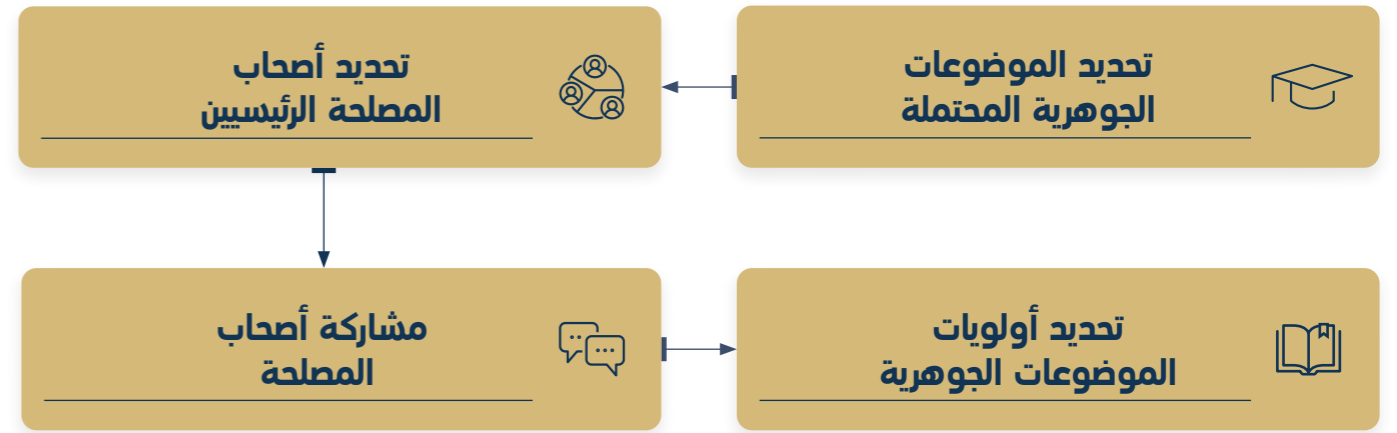 تحديد الموضوعات
الجوهرية المحتملة
تحديد أصحاب
المصلحة الرئيسيين
مشاركة أصحاب
المصلحة
تحديد أولويات
الموضوعات الجوهرية